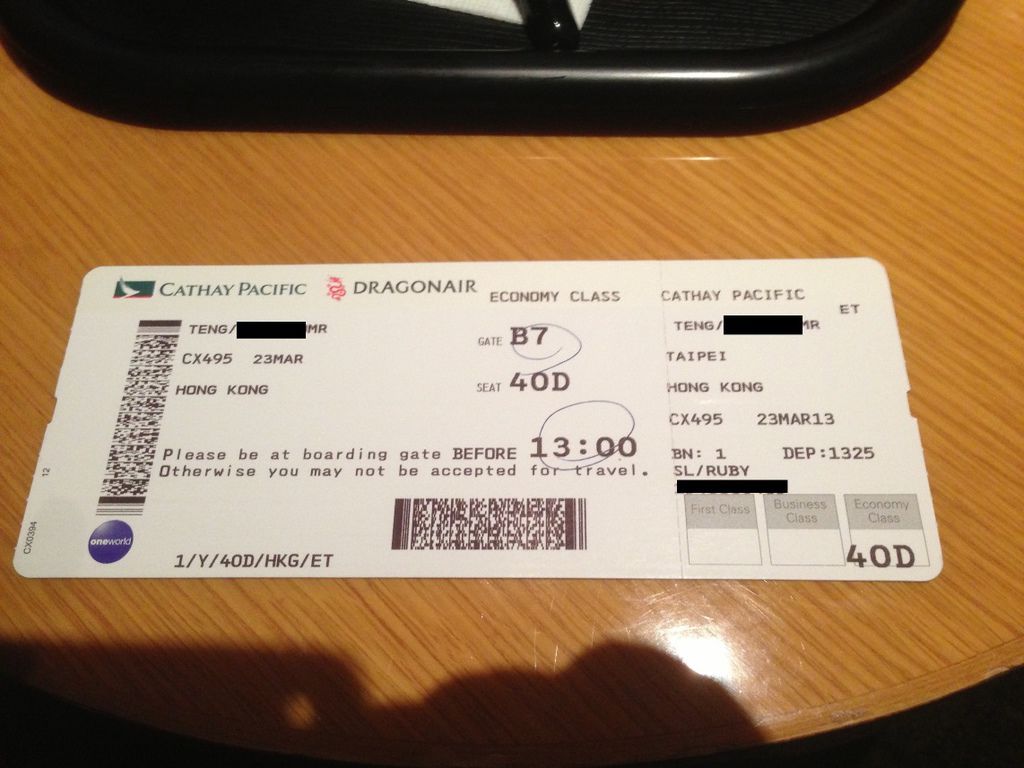 CATHAY PACIFIC DRAGONAIR ECONOMY CLASS
TENG/ MR
GATE B7
CX495 23MAR
SEAT 40D
HONG KONG
Please be at boarding gate BEFORE 13:00
Otherwise you may not be accepted for travel.
oneworld
1/Y/40D/HKG/ET
12
CX0394
CATHAY PACIFIC
ET
TENG/ MR
TAIPEI
HONG KONG
CX495 23MAR13
BN: 1 DEP:1325
SL/RUBY
First Class
Business Class
Economy Class
40D